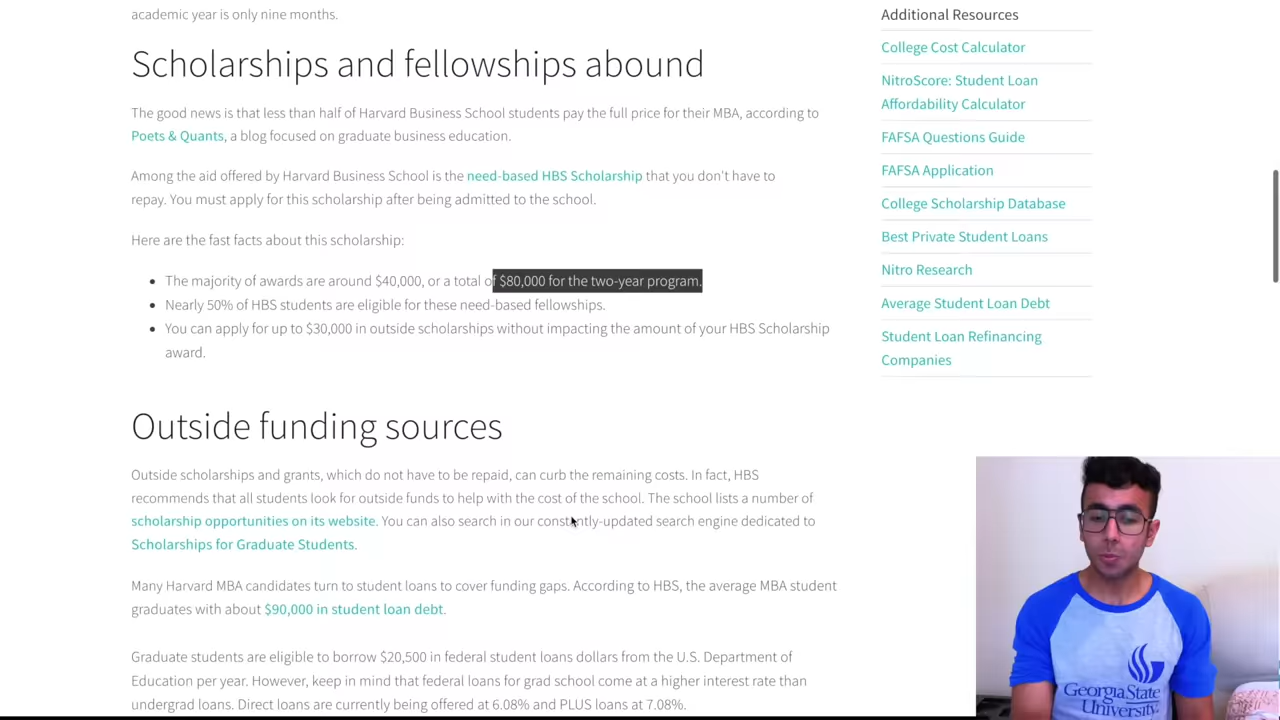 academic year is only nine months.
Scholarships and fellowships abound
The good news is that less than half of Harvard Business School students pay the full price for their MBA, according to
Poets & Quants, a blog focused on graduate business education.
Among the aid offered by Harvard Business School is the need-based HBS Scholarship that you don't have to
repay. You must apply for this scholarship after being admitted to the school.
Here are the fast facts about this scholarship:
The majority of awards are around $40,000, or a total of $80,000 for the two-year program.
Nearly 50% of HBS students are eligible for these need-based fellowships.
You can apply for up to $30,000 in outside scholarships without impacting the amount of your HBS Scholarship
award.
Outside funding sources
Outside scholarships and grants, which do not have to be repaid, can curb the remaining costs. In fact, HBS
recommends that all students look for outside funds to help with the cost of the school. The school lists a number of
scholarship opportunities on its website. You can also search in our constantly-updated search engine dedicated to
Scholarships for Graduate Students.
Many Harvard MBA candidates turn to student loans to cover funding gaps. According to HBS, the average MBA student
graduates with about $90,000 in student loan debt.
Graduate students are eligible to borrow $20,500 in federal student loans dollars from the U.S. Department of
Education per year. However, keep in mind that federal loans for grad school come at a higher interest rate than
undergrad loans. Direct loans are currently being offered at 6.08% and PLUS loans at 7.08%.
Additional Resources
College Cost Calculator
NitroScore: Student Loan
Affordability Calculator
FAFSA Questions Guide
FAFSA Application
College Scholarship Database
Best Private Student Loans
Nitro Research
Average Student Loan Debt
Student Loan Refinancing
Companies
GeorgiaState
University